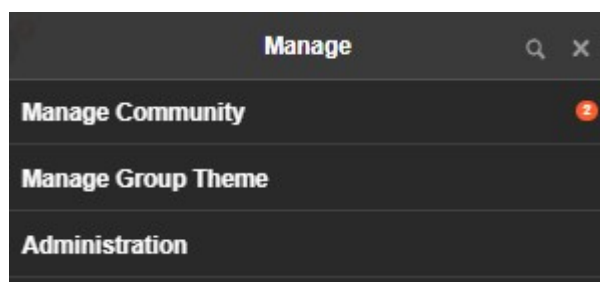 Manage
Manage Community 2
Manage Group Theme
Administration